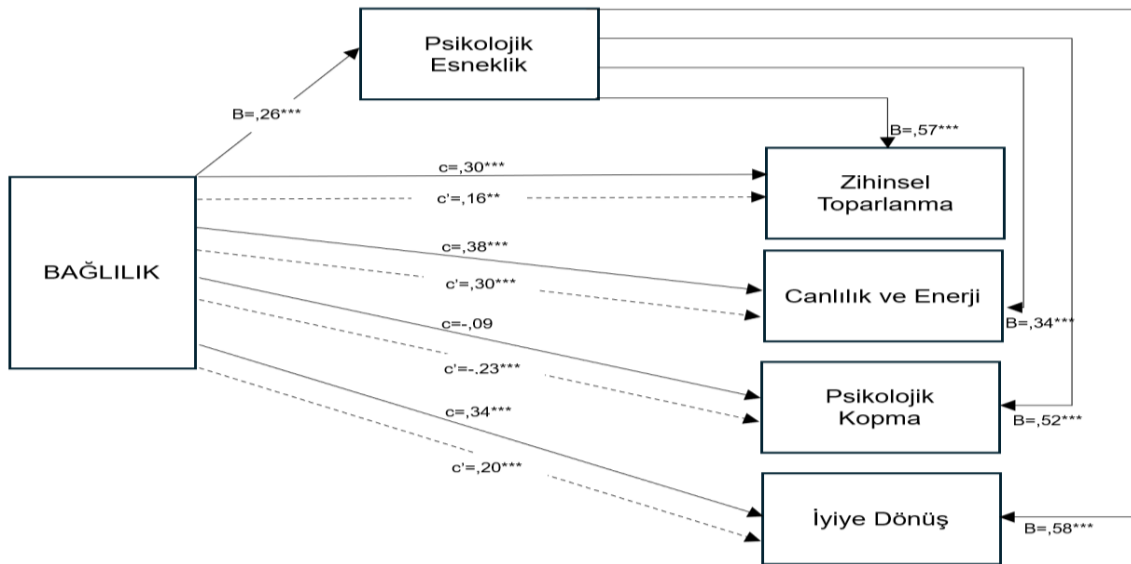 Psikolojik
Esneklik
B=,26***
B=,57***
c=,30***
Zihinsel
Toparlanma
c'=,16**
BAĞLILIK
c=,38***
Canlılık ve Enerji
c'=,30***
B=,34***
c=-,09
Psikolojik
Kopma
c'=-.23***
B=,52***
c=,34***
c'=,20***
İyiye Dönüş
B=,58***